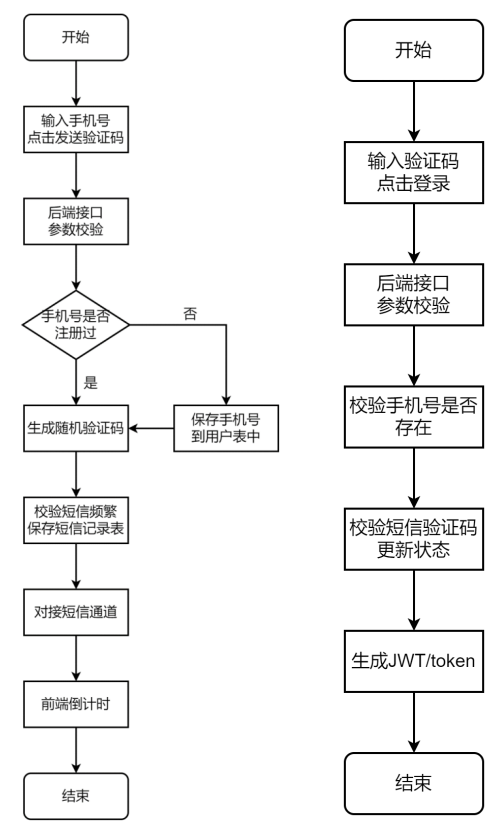 开始
输入手机号
点击发送验证码
后端接口
参数校验
手机号是否
注册过
否
是
生成随机验证码
保存手机号
到用户表中
校验短信频繁
保存短信记录表
对接短信通道
前端倒计时
结束
开始
输入验证码
点击登录
后端接口
参数校验
校验手机号是否
存在
校验短信验证码
更新状态
生成JWT/token
结束